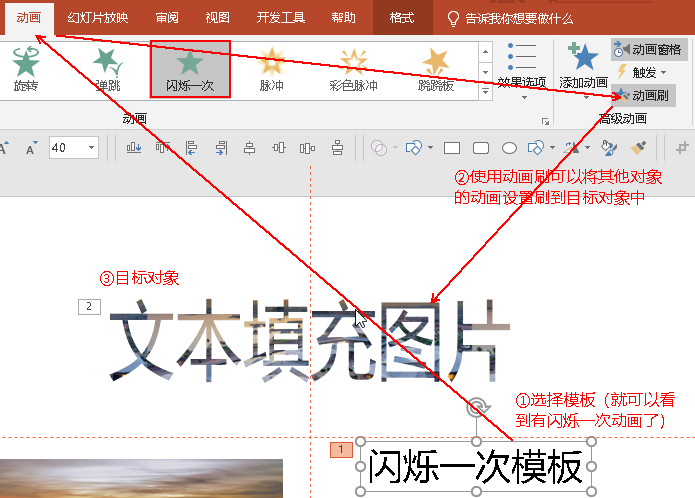 动画 幻灯片放映 审阅 视图 开发工具 帮助 格式 告诉我你想要做什么
旋转 弹跳 闪烁一次 脉冲 彩色脉冲 跷跷板 效果选项 添加动画
动画窗格
触发
动画刷
动画 高级动画
40
②使用动画刷可以将其他对象
的动画设置刷到目标对象中
③目标对象
2
文本填充图片
①选择模板（就可以看
到有闪烁一次动画了）
1
闪烁一次模板